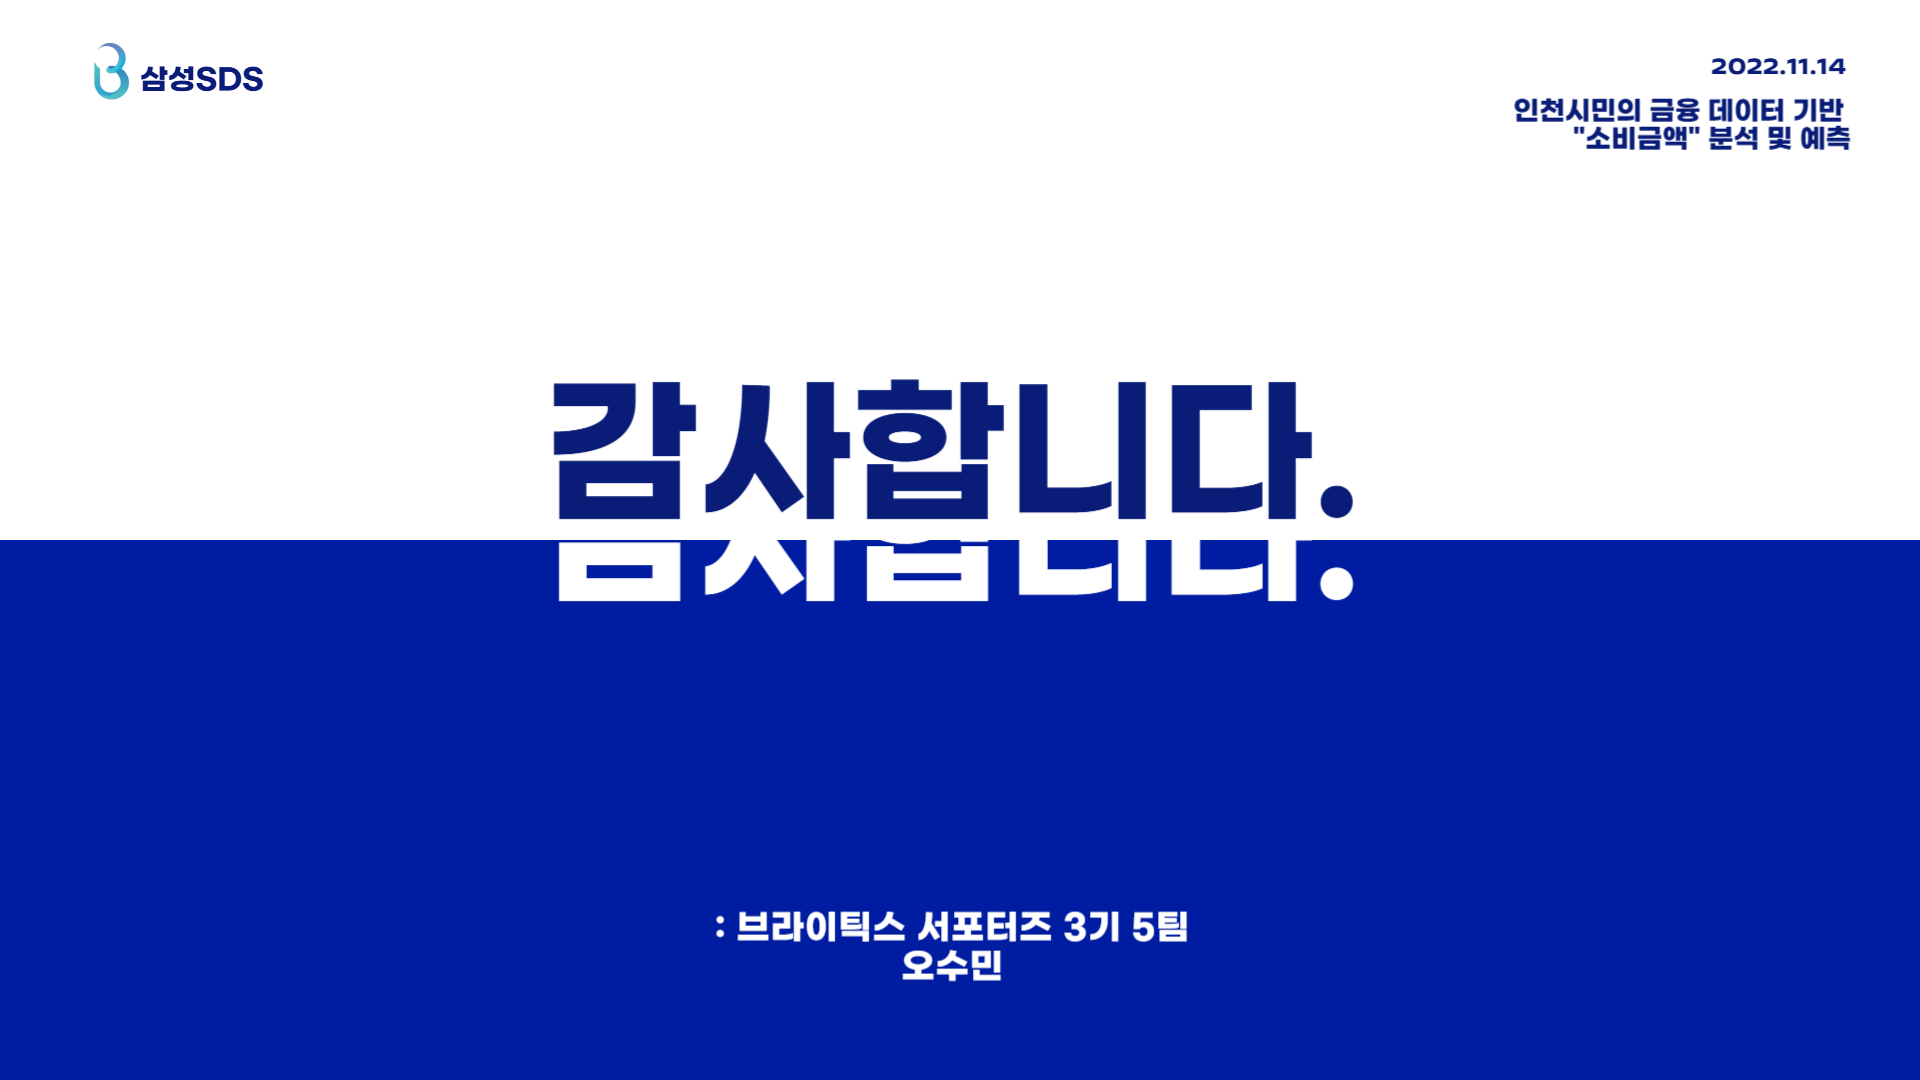 삼성SDS
2022.11.14
인천시민의 금융 데이터 기반
"소비금액" 분석 및 예측
감사합니다.
감사합니다.
: 브라이틱스 서포터즈 3기 5팀
오수민